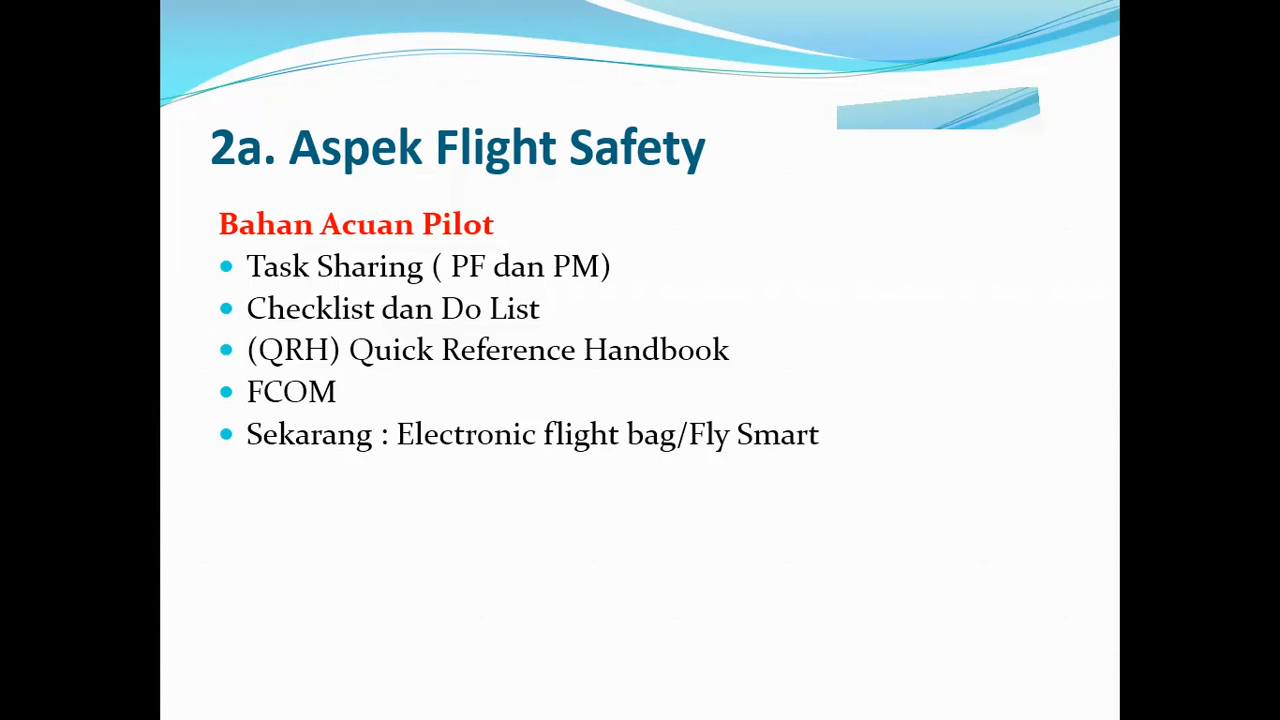 2a. Aspek Flight Safety
Bahan Acuan Pilot
• Task Sharing ( PF dan PM)
• Checklist dan Do List
• (QRH) Quick Reference Handbook
• FCOM
• Sekarang : Electronic flight bag/Fly Smart